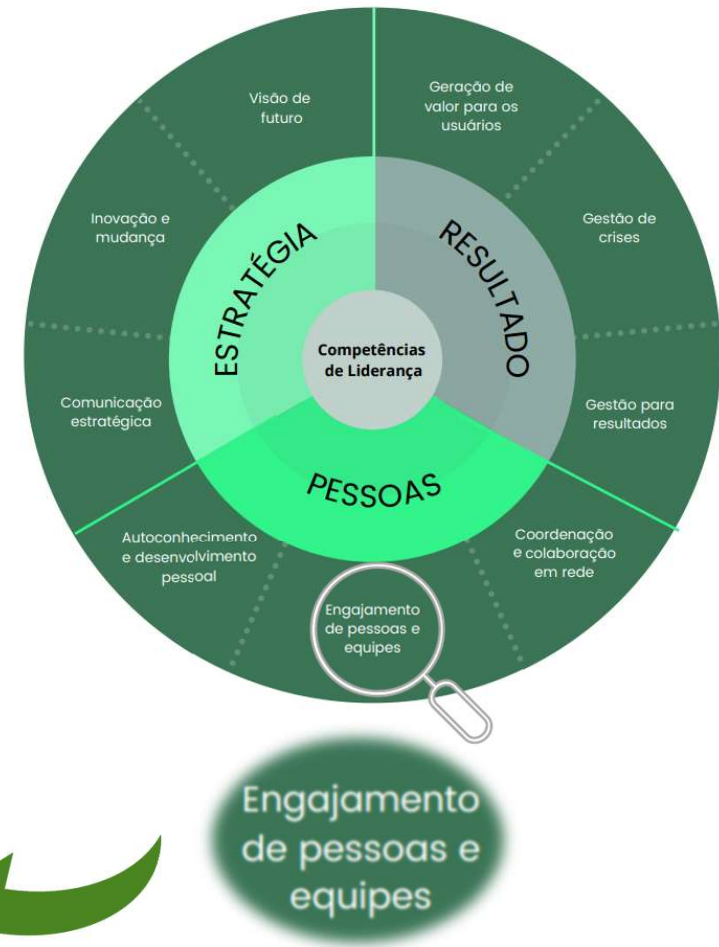 Visão de
futuro
Geração de
valor para os
usuários
Inovação e
mudança
Gestão de
crises
ESTRATÉGIA
RESULTADO
Competências
de Liderança
Comunicação
estratégica
Gestão para
resultados
PESSOAS
Autoconhecimento
e desenvolvimento
pessoal
Coordenação
e colaboração
em rede
Engajamento
de pessoas e
equipes
Engajamento
de pessoas e
equipes